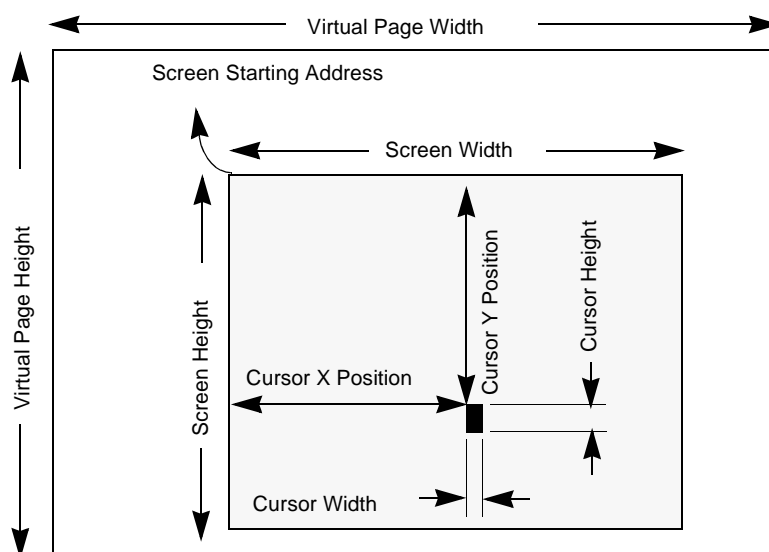 Virtual Page Width
Screen Starting Address
Screen Width
Virtual Page Height
Screen Height
Cursor Y Position
Cursor Height
Cursor X Position
Cursor Width